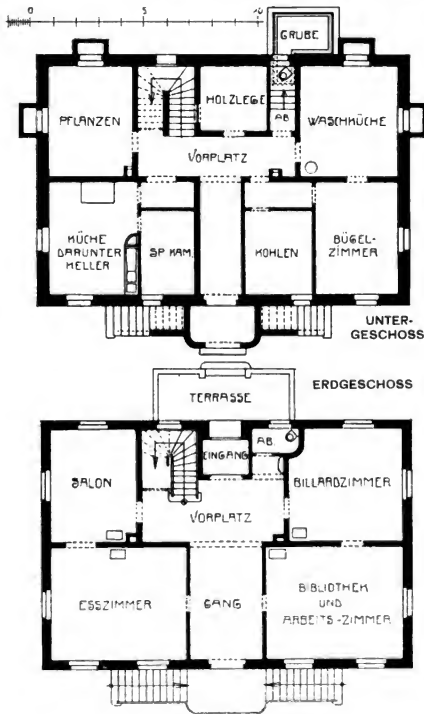 0 5 10
GRUBE
PFLANZEN
HOLZLEGE
AB
WASCHKÜCHE
VORPLATZ
KÜCHE
DARUNTER
KELLER
SP. KAM.
KOHLEN
BÜGEL-
ZIMMER
UNTER-
GESCHOSS
ERDGESCHOSS
TERRASSE
SALON
EINGANG
AB.
BILLARDZIMMER
VORPLATZ
ESSZIMMER
GANG
BIBLIOTHEK
UND
ARBEITS-ZIMMER